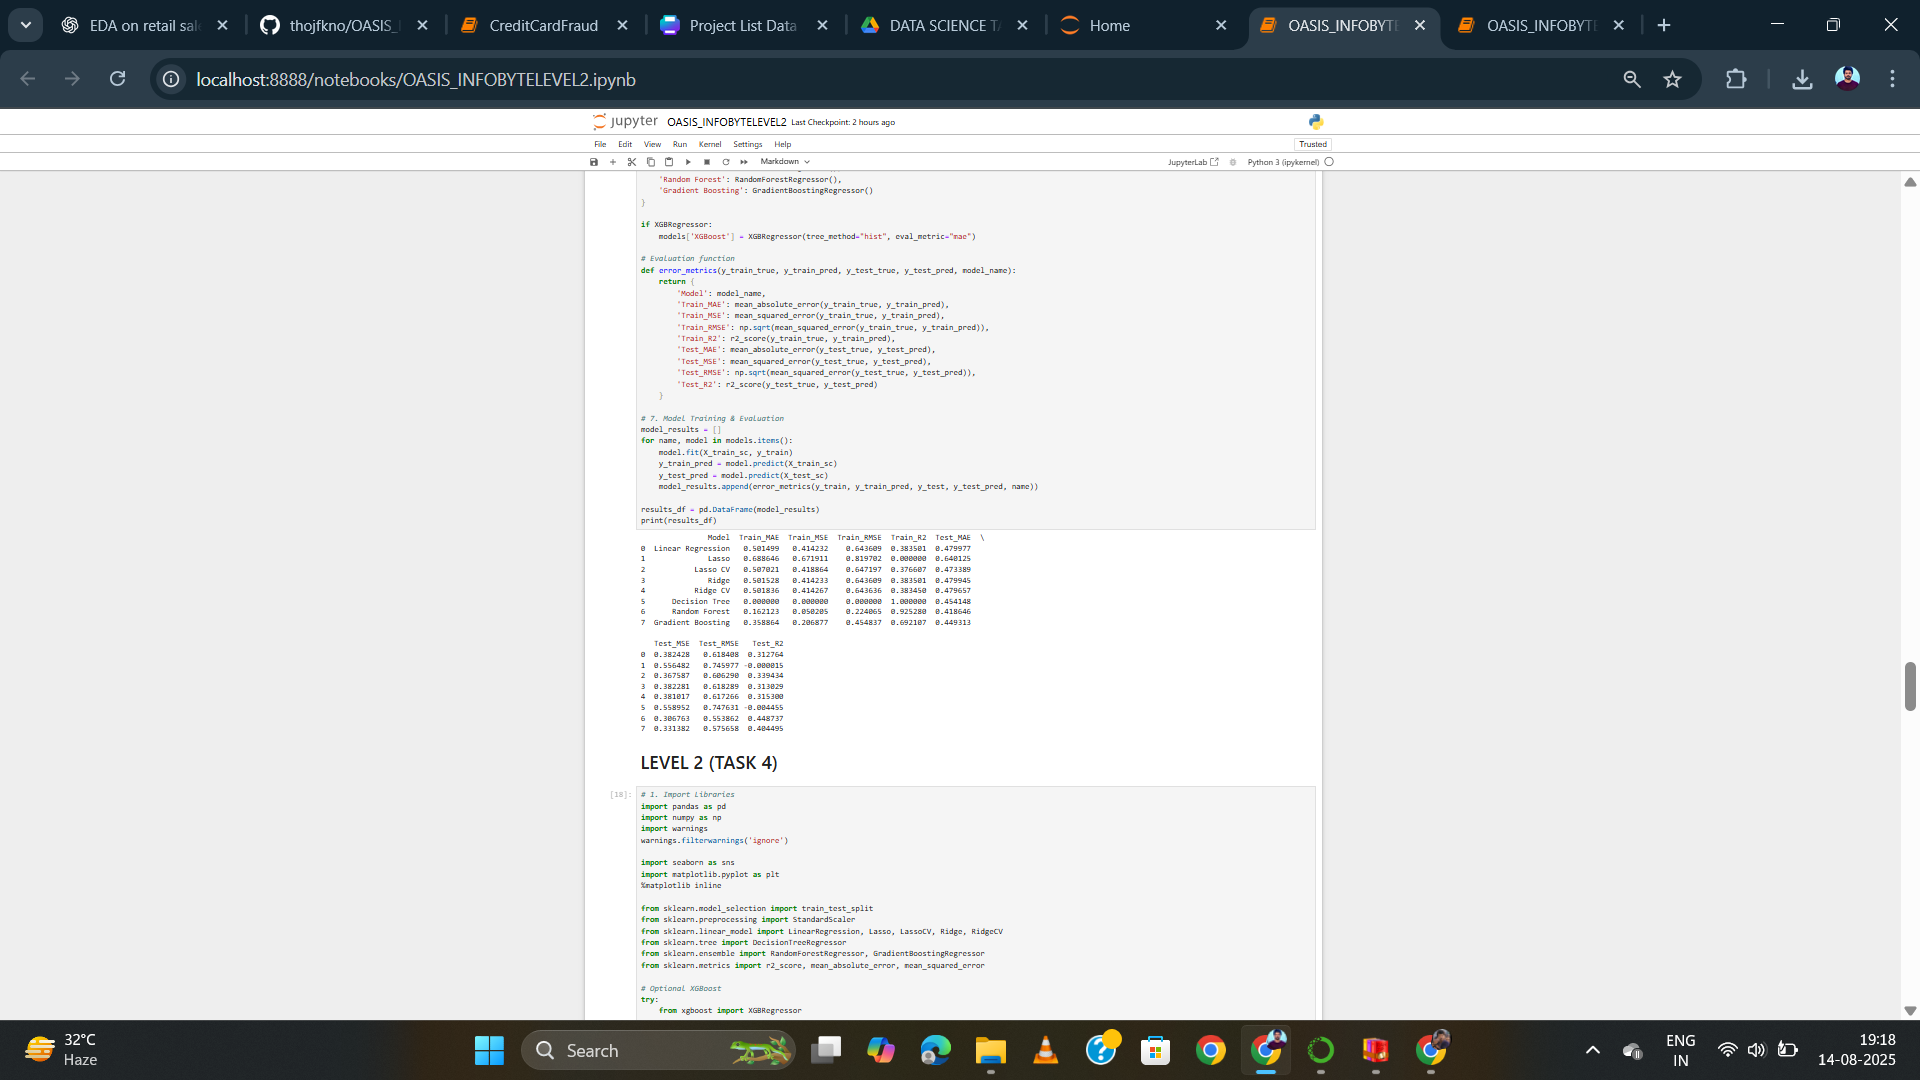 EDA on retail sal
thojfkno/OASIS_
CreditCardFraud
Project List Data
DATA SCIENCE TA
Home
OASIS_INFOBYTE
OASIS_INFOBYTE
localhost:8888/notebooks/OASIS_INFOBYTELEVEL2.ipynb
jupyter OASIS_INFOBYTELEVEL2 Last Checkpoint: 2 hours ago
File Edit View Run Kernel Settings Help Trusted
Markdown JupyterLab Python 3 (ipykernel)
'Random Forest': RandomForestRegressor(),
'Gradient Boosting': GradientBoostingRegressor()
}
if XGBRegressor:
models['XGBoost'] = XGBRegressor(tree_method="hist", eval_metric="mae")
# Evaluation function
def error_metrics(y_train_true, y_train_pred, y_test_true, y_test_pred, model_name):
return {
'Model': model_name,
'Train_MAE': mean_absolute_error(y_train_true, y_train_pred),
'Train_MSE': mean_squared_error(y_train_true, y_train_pred),
'Train_RMSE': np.sqrt(mean_squared_error(y_train_true, y_train_pred)),
'Train_R2': r2_score(y_train_true, y_train_pred),
'Test_MAE': mean_absolute_error(y_test_true, y_test_pred),
'Test_MSE': mean_squared_error(y_test_true, y_test_pred),
'Test_RMSE': np.sqrt(mean_squared_error(y_test_true, y_test_pred)),
'Test_R2': r2_score(y_test_true, y_test_pred)
}
# 7. Model Training & Evaluation
model_results = []
for name, model in models.items():
model.fit(X_train_sc, y_train)
y_train_pred = model.predict(X_train_sc)
y_test_pred = model.predict(X_test_sc)
model_results.append(error_metrics(y_train, y_train_pred, y_test, y_test_pred, name))
results_df = pd.DataFrame(model_results)
print(results_df)
Model Train_MAE Train_MSE Train_RMSE Train_R2 Test_MAE \
0 Linear Regression 0.501499 0.414232 0.643609 0.383501 0.479977
1 Lasso 0.688646 0.671911 0.819702 0.000000 0.640125
2 Lasso CV 0.507021 0.418864 0.647197 0.376607 0.473389
3 Ridge 0.501528 0.414233 0.643609 0.383501 0.479945
4 Ridge CV 0.501836 0.414267 0.643636 0.383450 0.479657
5 Decision Tree 0.000000 0.000000 0.000000 1.000000 0.454148
6 Random Forest 0.162123 0.050205 0.224065 0.925280 0.418646
7 Gradient Boosting 0.358864 0.206877 0.454837 0.692107 0.449313
Test_MSE Test_RMSE Test_R2
0 0.382428 0.618408 0.312764
1 0.556482 0.745977 -0.000015
2 0.367587 0.606290 0.339434
3 0.382281 0.618289 0.313029
4 0.381017 0.617266 0.315300
5 0.558952 0.747631 -0.004455
6 0.306763 0.553862 0.448737
7 0.331382 0.575658 0.404495
LEVEL 2 (TASK 4)
[18]:
# 1. Import Libraries
import pandas as pd
import numpy as np
import warnings
warnings.filterwarnings('ignore')
import seaborn as sns
import matplotlib.pyplot as plt
%matplotlib inline
from sklearn.model_selection import train_test_split
from sklearn.preprocessing import StandardScaler
from sklearn.linear_model import LinearRegression, Lasso, LassoCV, Ridge, RidgeCV
from sklearn.tree import DecisionTreeRegressor
from sklearn.ensemble import RandomForestRegressor, GradientBoostingRegressor
from sklearn.metrics import r2_score, mean_absolute_error, mean_squared_error
# Optional XGBoost
try:
from xgboost import XGBRegressor
32°C
Haze
Search
ENG
IN
19:18
14-08-2025